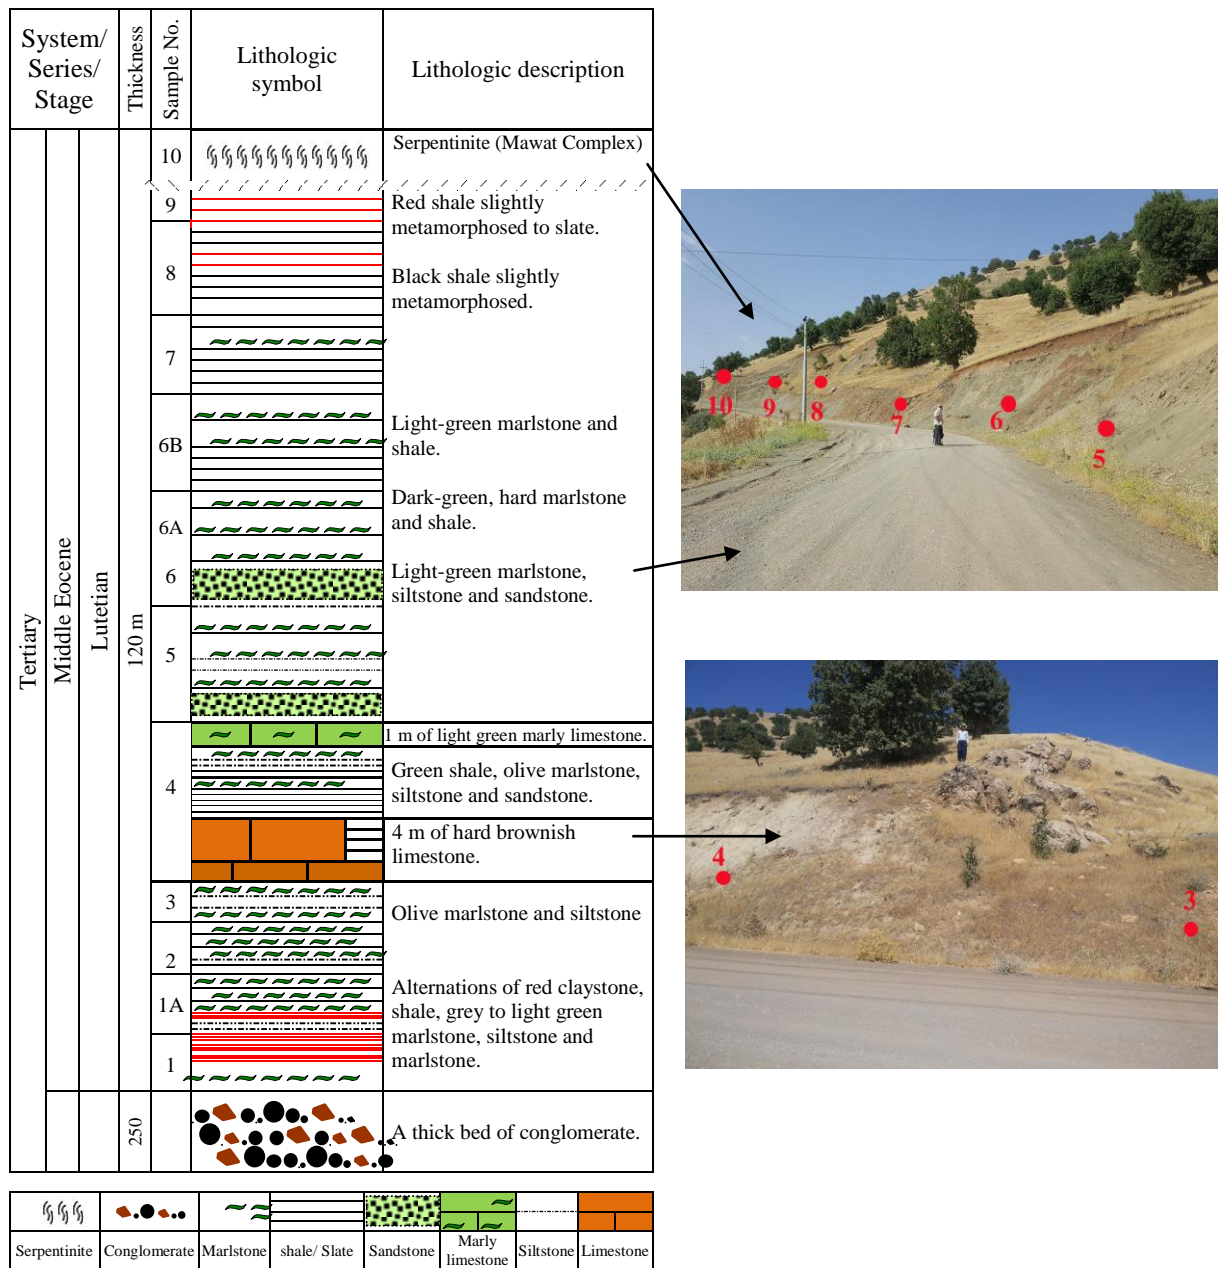 System/
Series/
Stage
Thickness
Sample No.
Lithologic
symbol
Lithologic description
Tertiary
Middle Eocene
Lutetian
120 m
250
10
9
8
7
6B
6A
6
5
4
3
2
1A
1
Serpentinite (Mawat Complex)
Red shale slightly
metamorphosed to slate.
Black shale slightly
metamorphosed.
Light-green marlstone and
shale.
Dark-green, hard marlstone
and shale.
Light-green marlstone,
siltstone and sandstone.
1 m of light green marly limestone.
Green shale, olive marlstone,
siltstone and sandstone.
4 m of hard brownish
limestone.
Olive marlstone and siltstone
Alternations of red claystone,
shale, grey to light green
marlstone, siltstone and
marlstone.
A thick bed of conglomerate.
10
9
8
7
6
5
4
3
Serpentinite
Conglomerate
Marlstone
shale/ Slate
Sandstone
Marly
limestone
Siltstone
Limestone